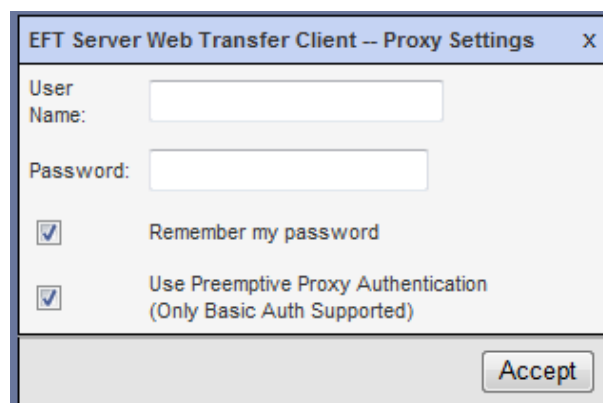 EFT Server Web Transfer Client -- Proxy Settings x
User
Name:
Password:
Remember my password
Use Preemptive Proxy Authentication
(Only Basic Auth Supported)
Accept